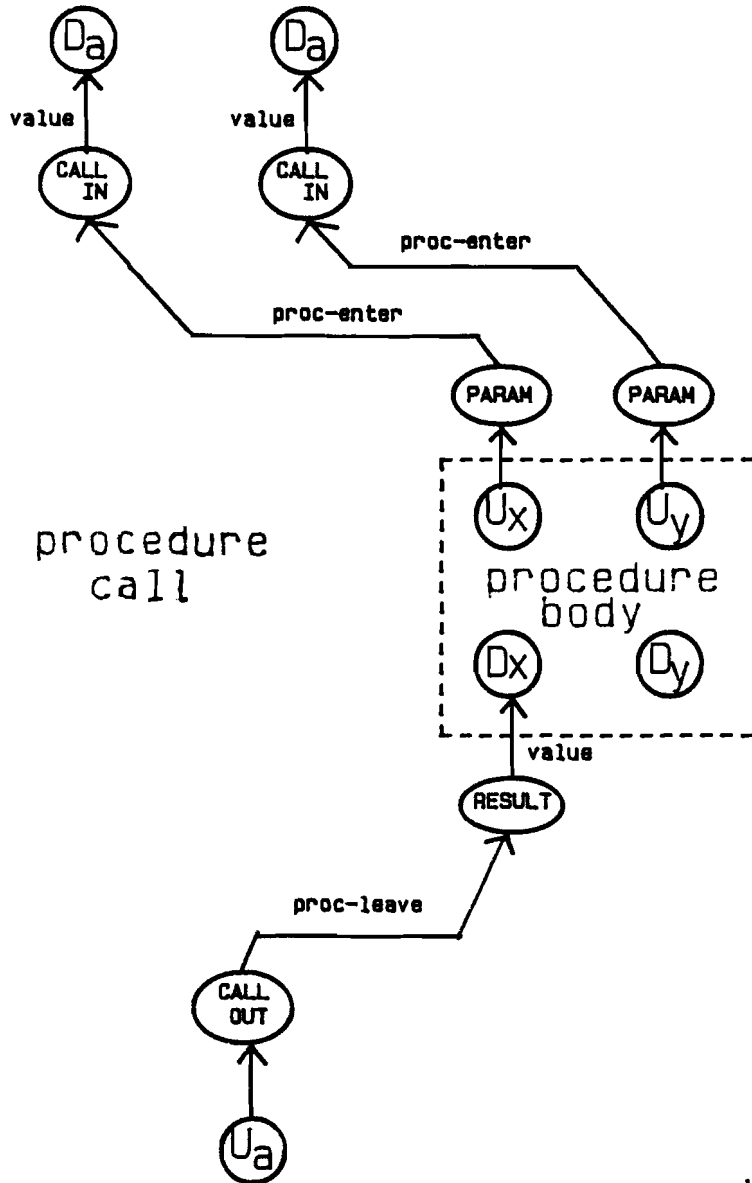 Da
Da
value
value
CALL
IN
CALL
IN
proc-enter
proc-enter
PARAM
PARAM
Ux
Uy
procedure
call
procedure
body
Dx
Dy
value
RESULT
proc-leave
CALL
OUT
Ua